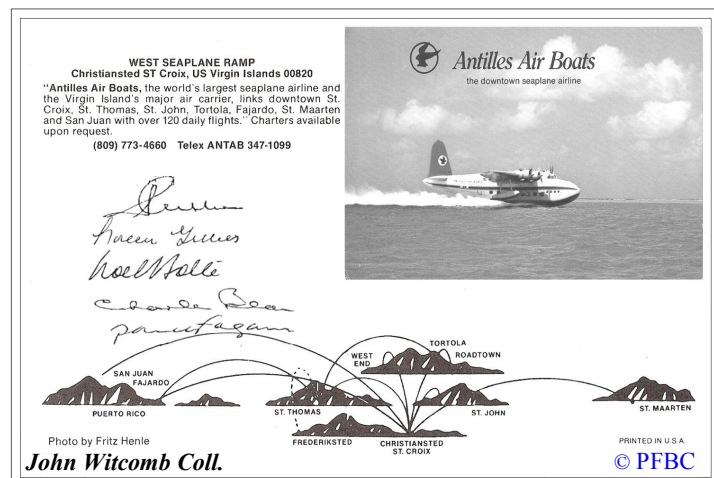 WEST SEAPLANE RAMP
Christiansted ST Croix, US Virgin Islands 00820
"Antilles Air Boats, the world's largest seaplane airline and
the Virgin Island's major air carrier, links downtown St.
Croix, St. Thomas, St. John, Tortola, Fajardo, St. Maarten
and San Juan with over 120 daily flights." Charters available
upon request.
(809) 773-4660 Telex ANTAB 347-1099
Antilles Air Boats
the downtown seaplane airline
Noreen Gillies
Charlie Blair
TORTOLA
WEST END
ROADTOWN
SAN JUAN
FAJARDO
PUERTO RICO
ST. THOMAS
ST. JOHN
ST. MAARTEN
FREDERIKSTED
CHRISTIANSTED
ST. CROIX
Photo by Fritz Henle
PRINTED IN U.S.A.
John Witcomb Coll.
© PFBC